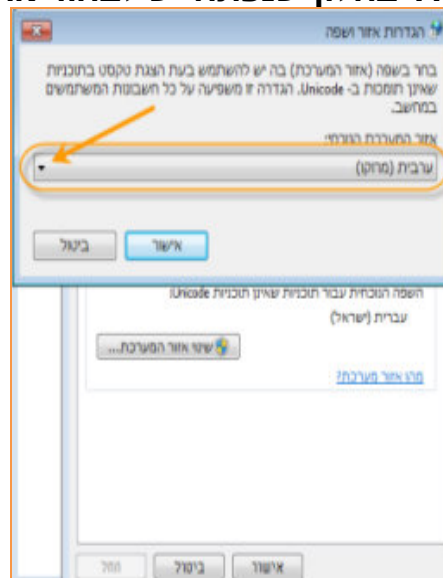 הגדרות אזור ושפה
בחר בשפה (אזור המערכת) בה יש להשתמש בעת הצגת טקסט בתוכניות
שאינן תומכות ב- Unicode. הגדרה זו משפיעה על כל חשבונות המשתמשים
במחשב.
אזור המערכת הנוכחי:
ערבית (מרוקו)
אישור
ביטול
השפה הנוכחית עבור תוכניות שאינן תוכניות Unicode:
עברית (ישראל)
שינוי אזור המערכת...
מהו אזור מערכת?
אישור
ביטול
החל